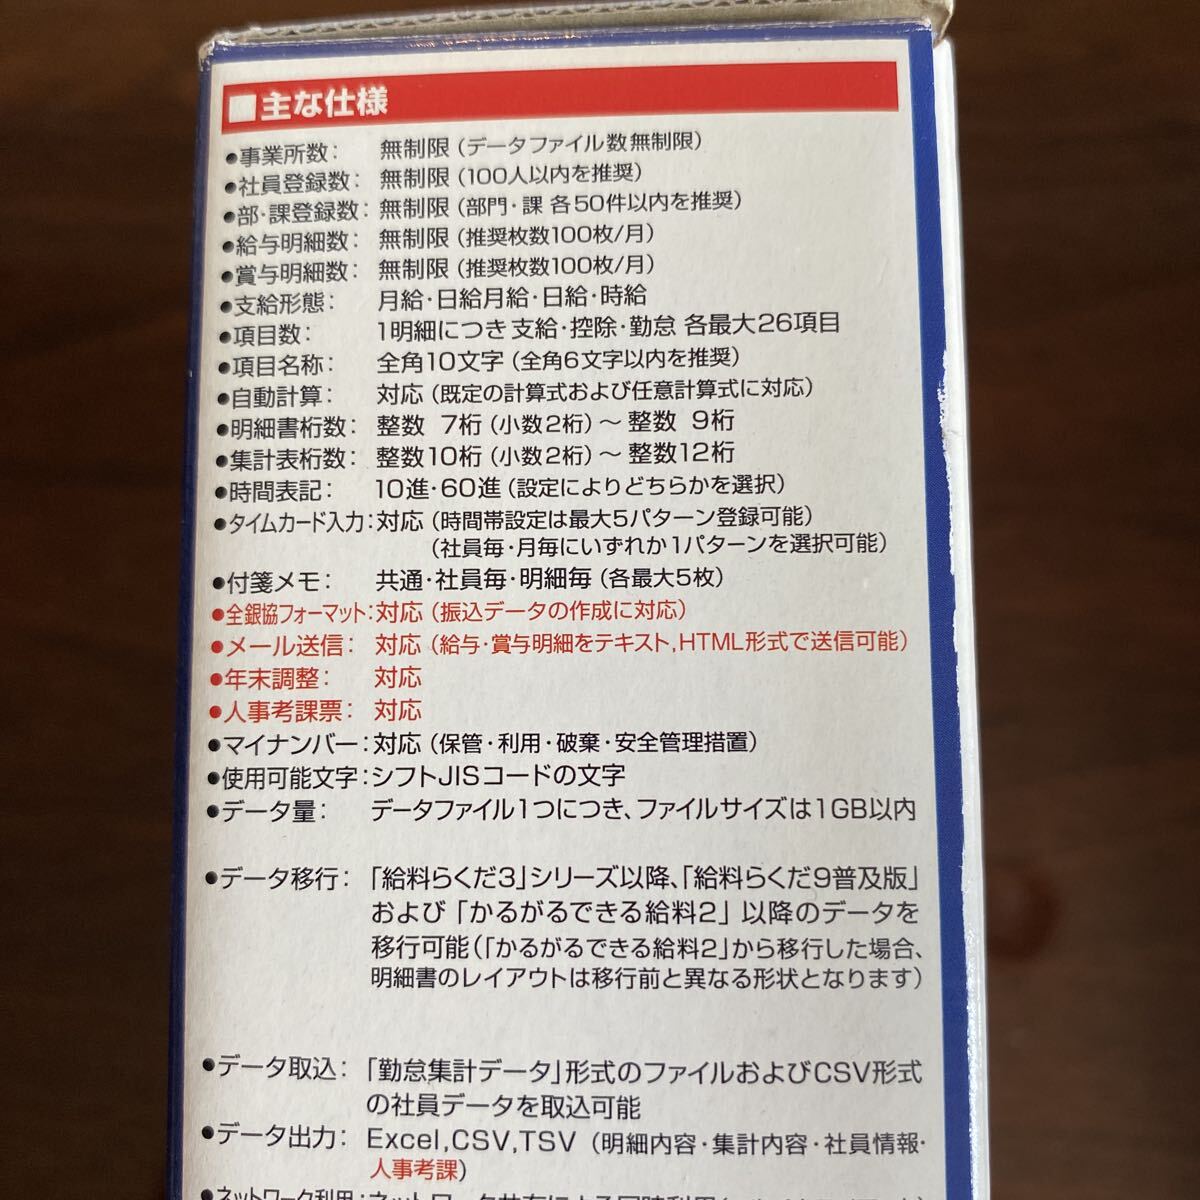 ■主な仕様
●事業所数： 無制限（データファイル数無制限）
●社員登録数： 無制限（100人以内を推奨）
●部・課登録数： 無制限（部門・課 各50件以内を推奨）
●給与明細数： 無制限（推奨枚数100枚/月）
●賞与明細数： 無制限（推奨枚数100枚/月）
●支給形態： 月給・日給月給・日給・時給
●項目数： 1明細につき 支給・控除・勤怠 各最大26項目
●項目名称： 全角10文字（全角6文字以内を推奨）
●自動計算： 対応（既定の計算式および任意計算式に対応）
●明細書桁数： 整数 7桁（小数2桁）～ 整数 9桁
●集計表桁数： 整数10桁（小数2桁）～ 整数12桁
●時間表記： 10進・60進（設定によりどちらかを選択）
●タイムカード入力：対応（時間帯設定は最大5パターン登録可能）
（社員毎・月毎にいずれか1パターンを選択可能）
●付箋メモ： 共通・社員毎・明細毎（各最大5枚）
●全銀協フォーマット：対応（振込データの作成に対応）
●メール送信： 対応（給与・賞与明細をテキスト,HTML形式で送信可能）
●年末調整： 対応
●人事考課票： 対応
●マイナンバー：対応（保管・利用・破棄・安全管理措置）
●使用可能文字：シフトJISコードの文字
●データ量： データファイル1つにつき、ファイルサイズは1GB以内
●データ移行：「給料らくだ3」シリーズ以降、「給料らくだ9普及版」
および「かるがるできる給料2」以降のデータを
移行可能（「かるがるできる給料2」から移行した場合、
明細書のレイアウトは移行前と異なる形状となります）
●データ取込：「勤怠集計データ」形式のファイルおよびCSV形式
の社員データを取込可能
●データ出力： Excel,CSV,TSV（明細内容・集計内容・社員情報・
人事考課）
●ネットワーク利用：